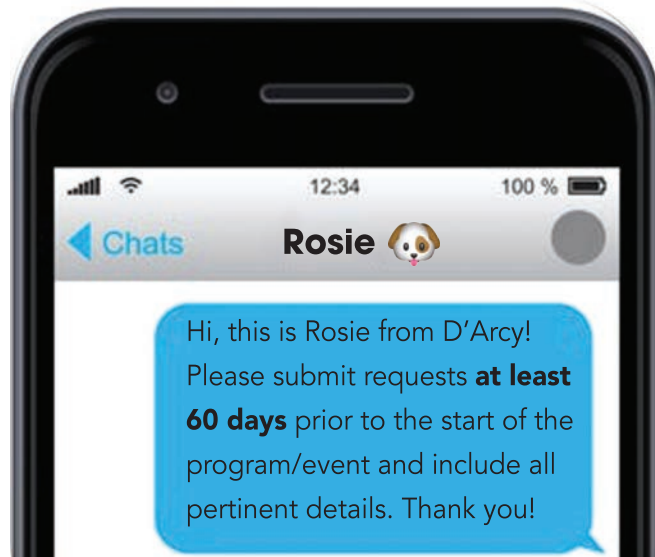 12:34
100 %
Chats
Rosie
Hi, this is Rosie from D’Arcy!
Please submit requests at least
60 days prior to the start of the
program/event and include all
pertinent details. Thank you!